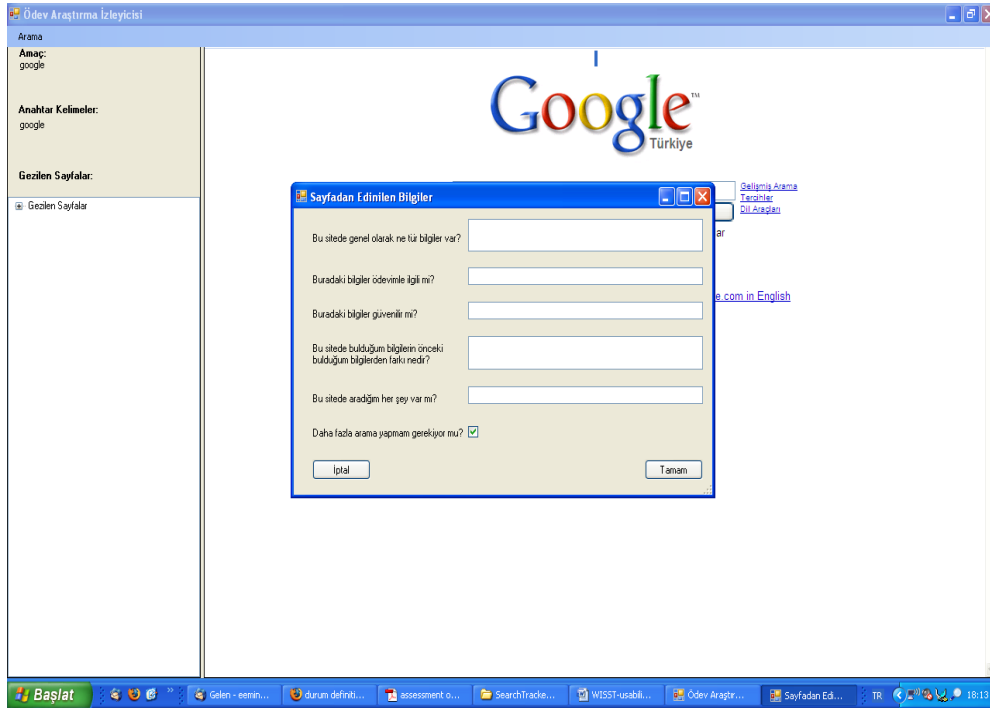 Ödev Araştırma İzleyicisi
Arama
Amaç:
google
Anahtar Kelimeler:
google
Gezilen Sayfalar:
Gezilen Sayfalar
Google™
Türkiye
Gelişmiş Arama
Tercihler
Dil Araçları
ar
e.com in English
Sayfadan Edinilen Bilgiler
Bu sitede genel olarak ne tür bilgiler var?
Buradaki bilgiler ödevimle ilgili mi?
Buradaki bilgiler güvenilir mi?
Bu sitede bulduğum bilgilerin önceki
bulduğum bilgilerden farkı nedir?
Bu sitede aradığım her şey var mı?
Daha fazla arama yapmam gerekiyor mu?
İptal
Tamam
Başlat
Gelen - eemin...
durum definiti...
assessment o...
SearchTracke...
WISST-usabili...
Ödev Araştır...
Sayfadan Edi...
TR
18:13